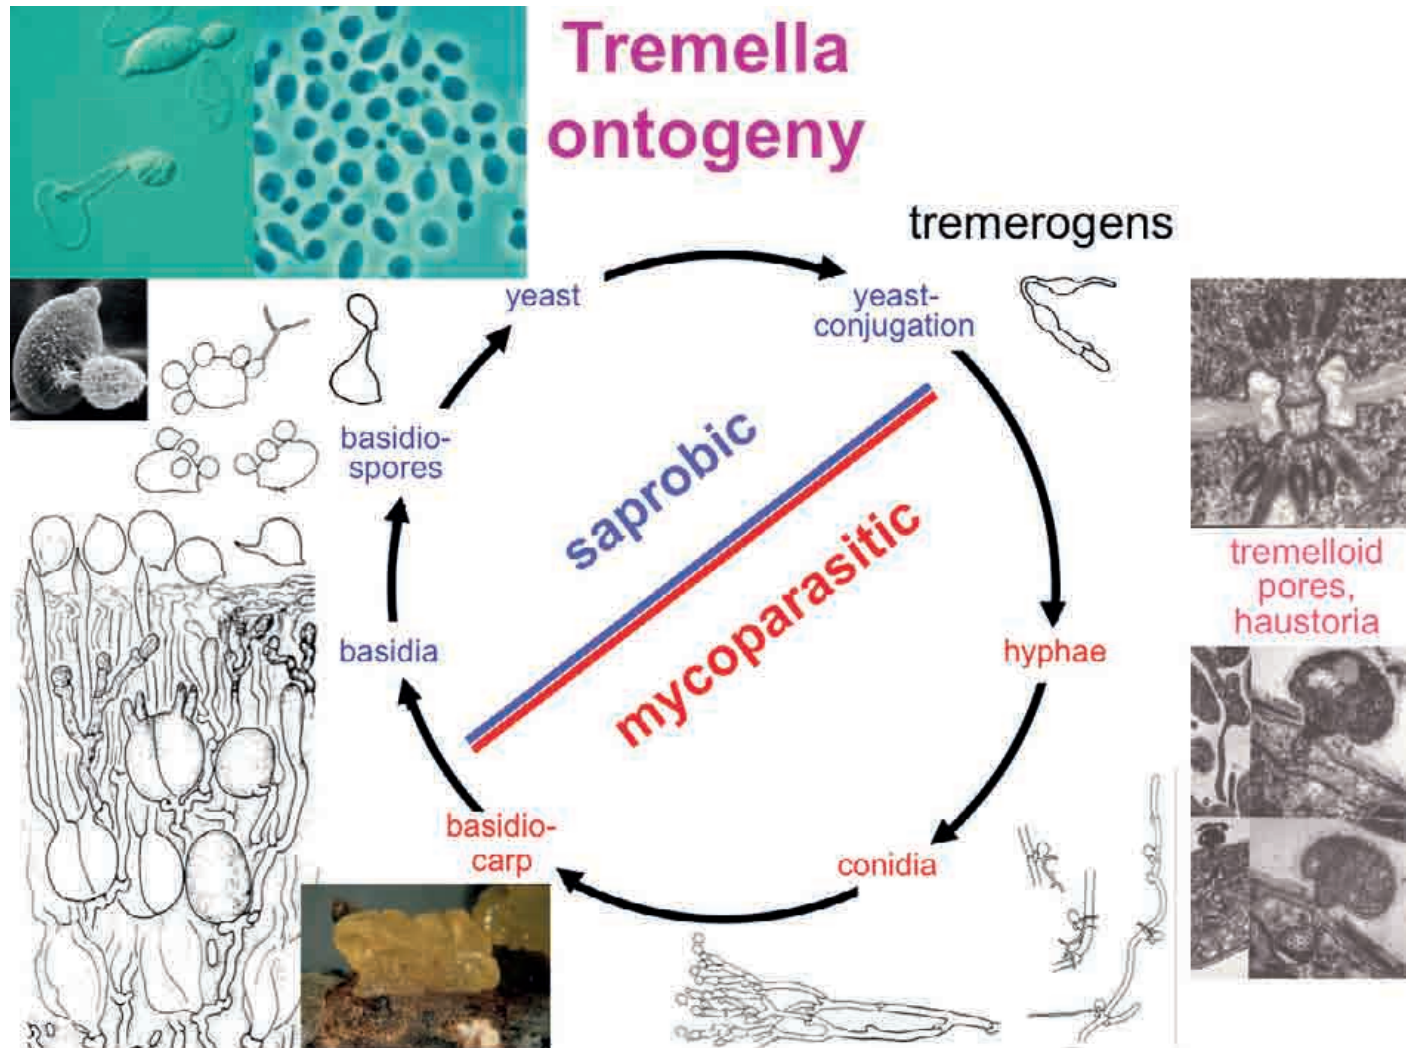 Tremella
ontogeny
tremerogens
yeast
yeast-
conjugation
basidio-
spores
saprobic
mycoparasitic
tremelloid
pores,
haustoria
basidia
hyphae
basidio-
carp
conidia